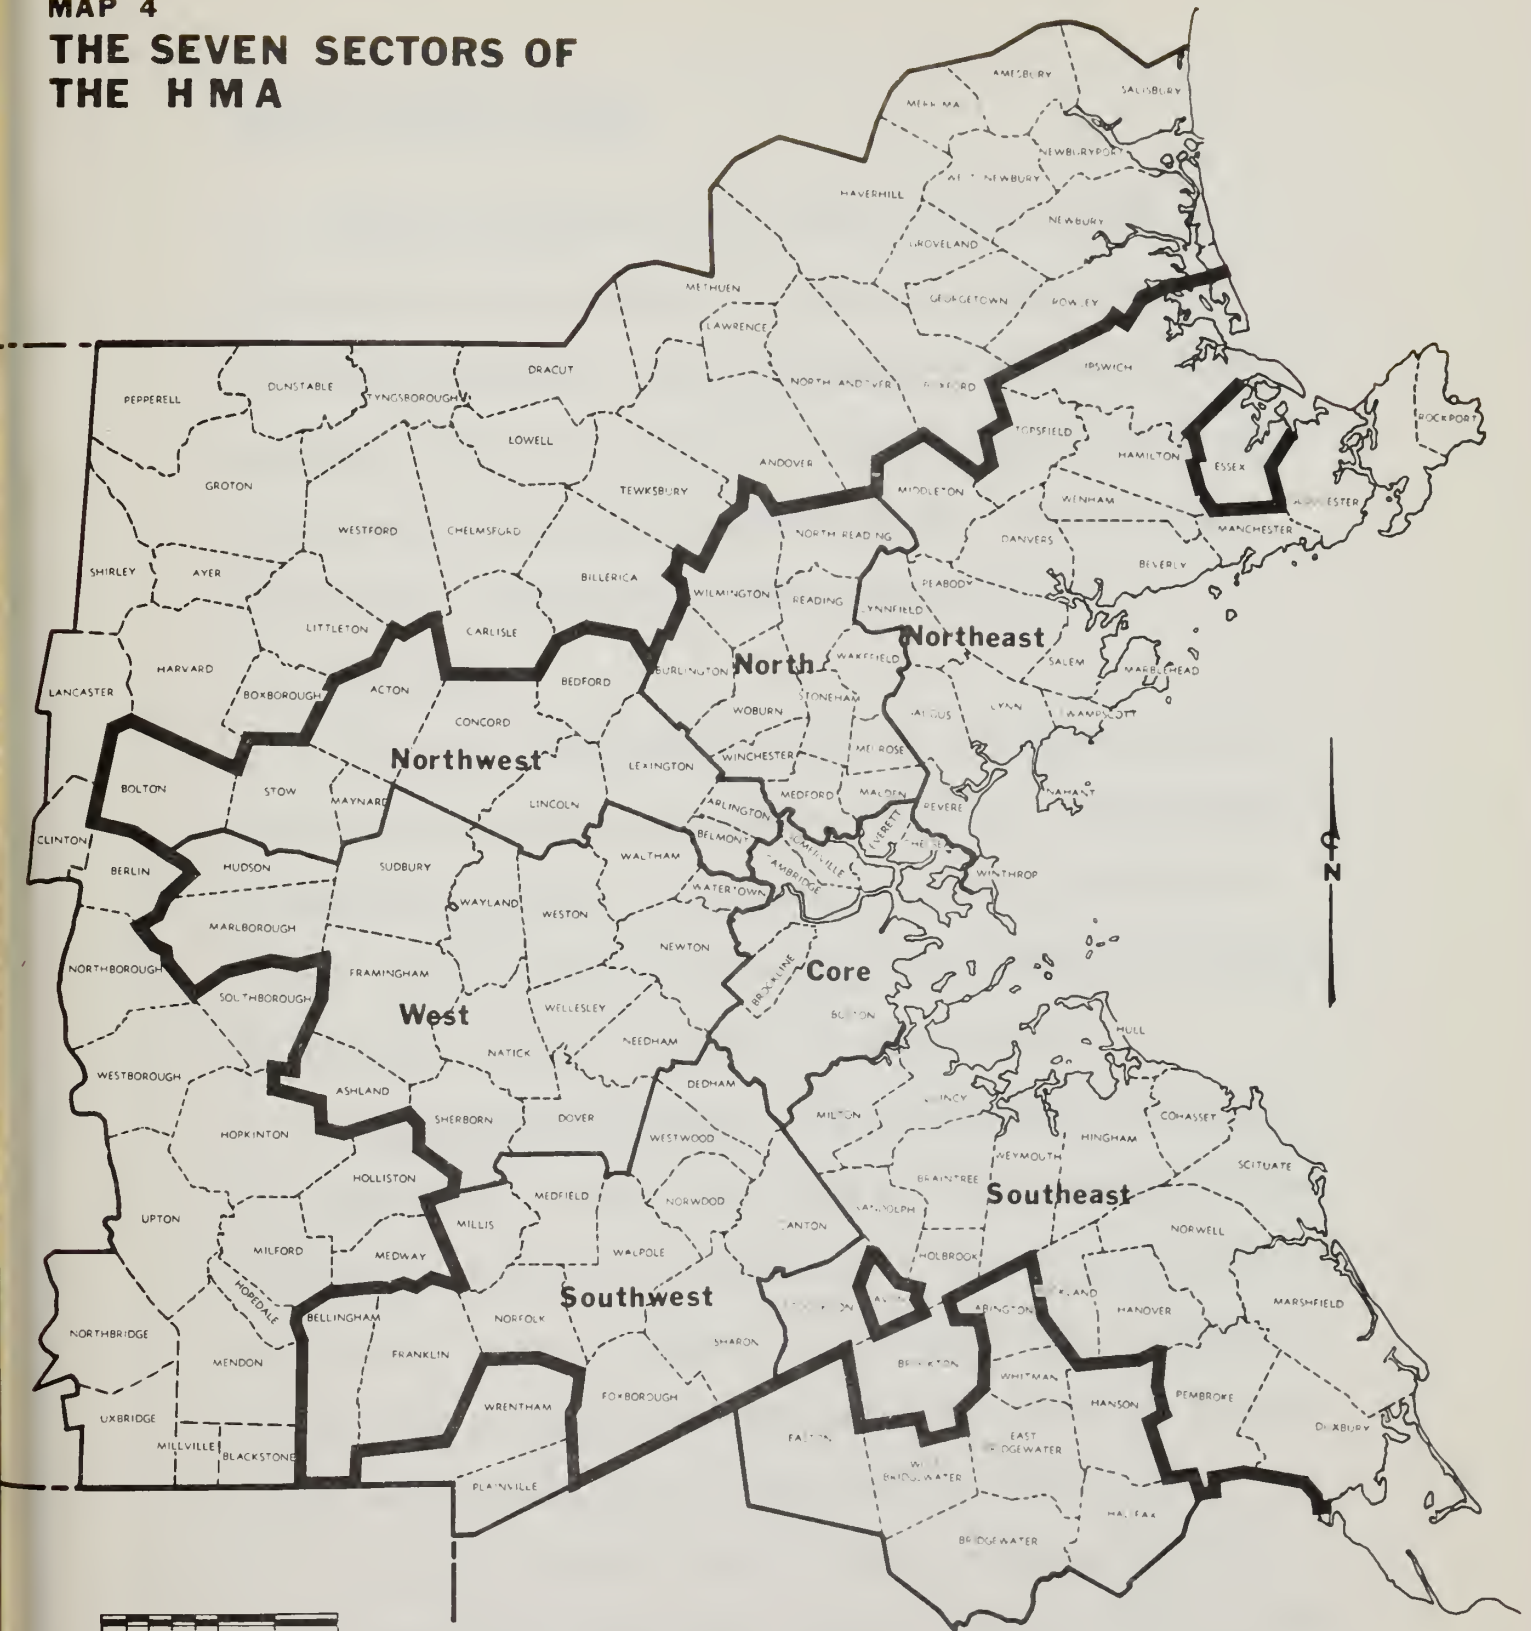 MAP 4
THE SEVEN SECTORS OF
THE HMA
AMESBURY
SALISBURY
NEWBURYPORT
NEWBURY
HAVERHILL
NEWBURY
GEORGETOWN
METHUEN
LAWRENCE
IPSWICH
DRACUT
NORTH ANDOVER
DUNSTABLE
TYNGSBOROUGH
PEPPERELL
ROCKPORT
TOPSFIELD
LOWELL
HAMILTON
ESSEX
ANDOVER
GROTON
TEWKSBURY
MIDDLETON
WENHAM
WESTFORD
CHELMSFORD
NORTH READING
DANVERS
MANCHESTER
BEVERLY
SHIRLEY
AYER
BILLERICA
WILMINGTON
READING
PEABODY
LITTLETON
CARLISLE
Northeast
WAKEFIELD
SALEM
MARBLEHEAD
HARVARD
LANCASTER
BOXBOROUGH
ACTON
BEDFORD
BURLINGTON
North
STONEHAM
LYNN
CONCORD
WOBURN
Northwest
LEXINGTON
WINCHESTER
MELROSE
BOLTON
STOW
MAYNARD
LINCOLN
MEDFORD
MALDEN
NAHANT
ARLINGTON
REVERE
CLINTON
BELMONT
EVERETT
SOMERVILLE
BERLIN
HUDSON
SUDBURY
WALTHAM
CAMBRIDGE
WINTHROP
WATERTOWN
WAYLAND
WESTON
MARLBOROUGH
NEWTON
NORTHBOROUGH
FRAMINGHAM
BROOKLINE
Core
SOUTHBOROUGH
WELLESLEY
West
NEEDHAM
HULL
NATICK
WESTBOROUGH
ASHLAND
DEDHAM
SHERBORN
DOVER
COHASSET
HOPKINTON
WESTWOOD
HINGHAM
WEYMOUTH
SCITUATE
HOLLISTON
BRAINTREE
Southeast
MEDFIELD
NORWOOD
UPTON
MILLIS
NORWELL
MILFORD
MEDWAY
WALPOLE
HOLBROOK
HOPEDALE
Southwest
BELLINGHAM
NORFOLK
ABINGTON
HANOVER
MARSHFIELD
NORTHBRIDGE
MENDON
FRANKLIN
SHARON
WHITMAN
WRENTHAM
FOXBOROUGH
HANSON
PEMBROKE
UXBRIDGE
MILLVILLE
BLACKSTONE
EAST
DUXBURY
PLAINVILLE
BRIDGEWATER
N